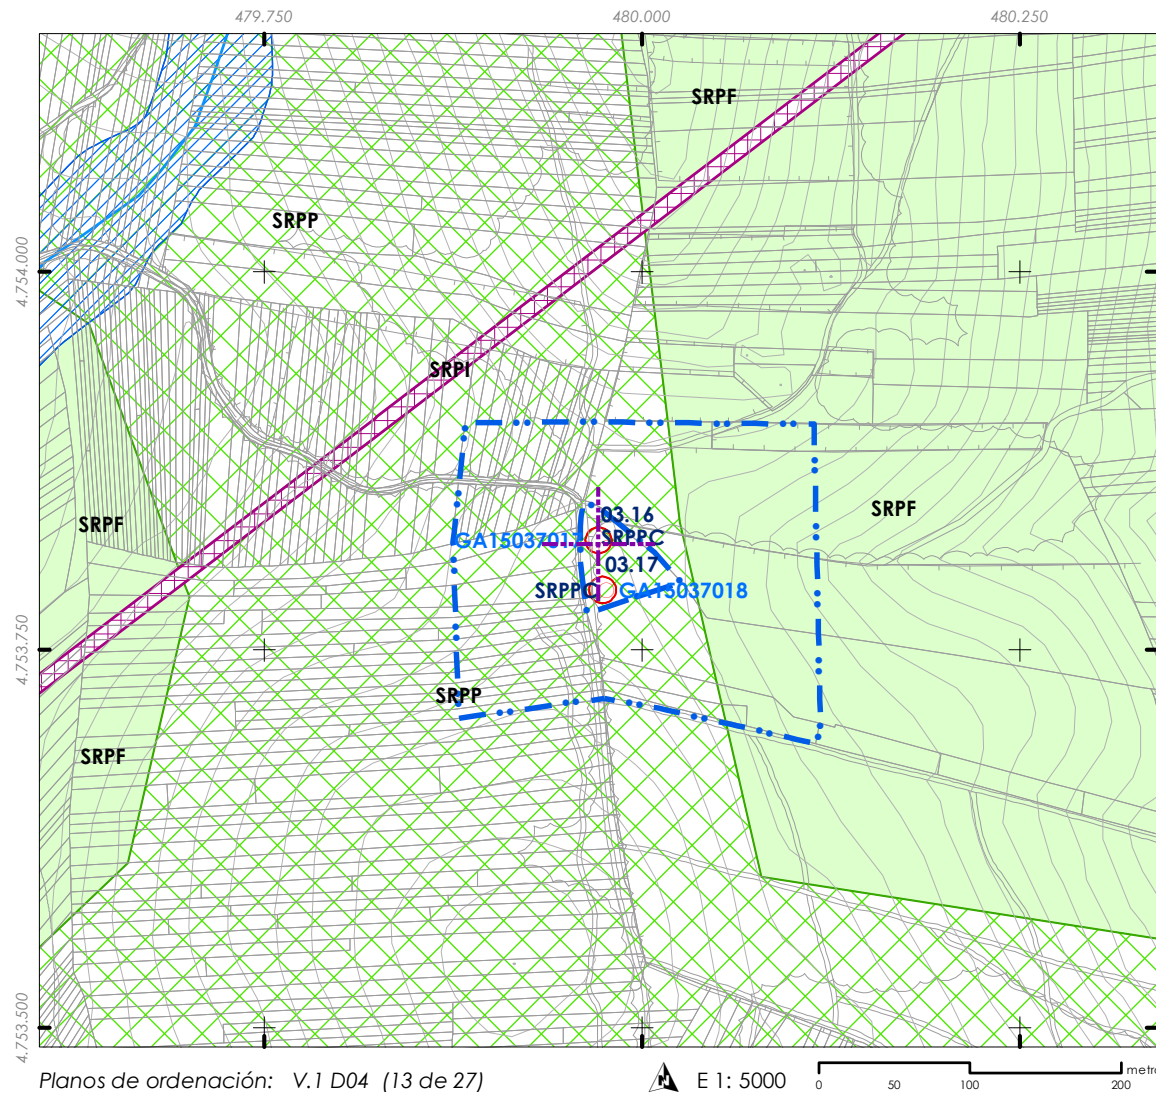 479.750
480.000
480.250
SRPF
SRPP
4.754.000
SRPI
SRPF
SRPF
03.16
SRPPC
03.17
SRPPC
GA15037018
4.753.750
SRPP
SRPF
4.753.500
Planos de ordenación: V.1 D04 (13 de 27)
E 1: 5000
0
50
100
200